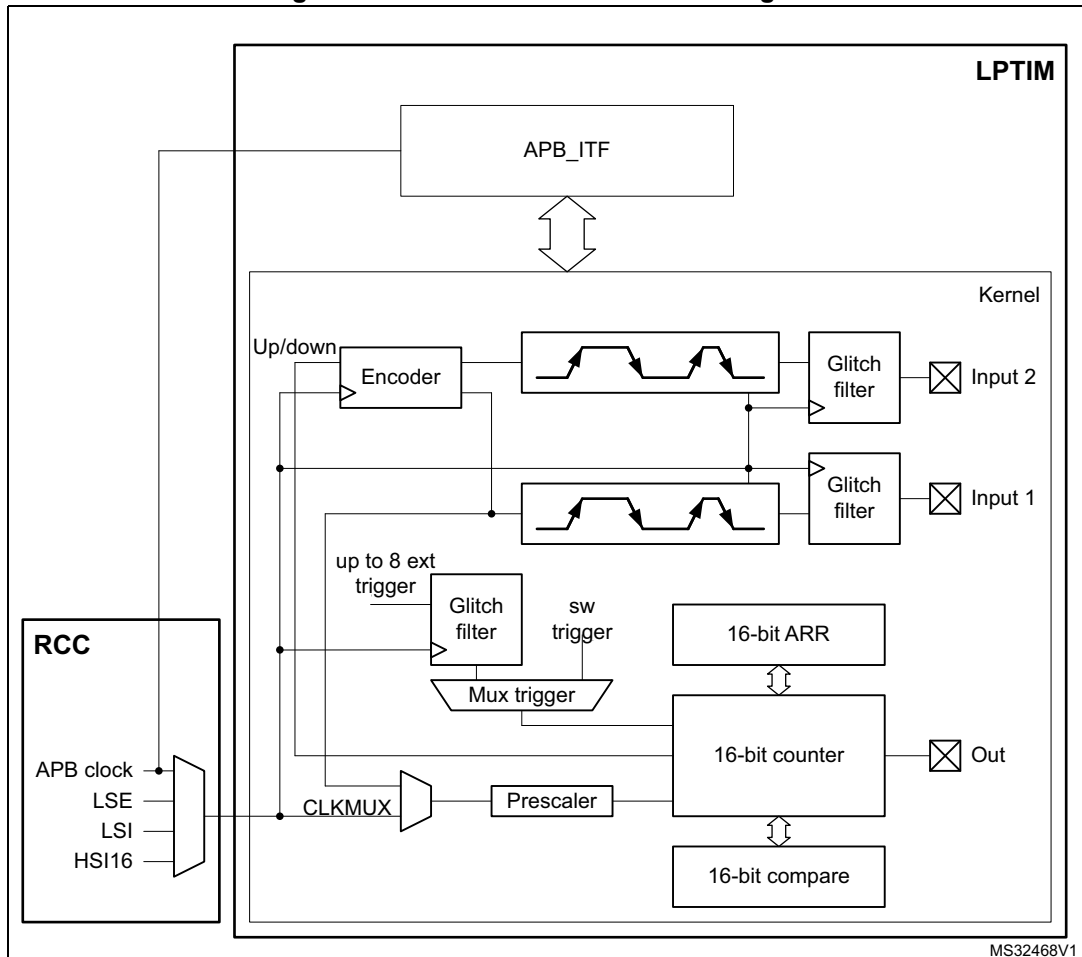 LPTIM
APB_ITF
Kernel
Up/down
Encoder
Glitch
filter
Input 2
Glitch
filter
Input 1
up to 8 ext
trigger
Glitch
filter
sw
trigger
16-bit ARR
RCC
Mux trigger
16-bit counter
Out
APB clock
LSE
LSI
HSI16
CLKMUX
Prescaler
16-bit compare
MS32468V1